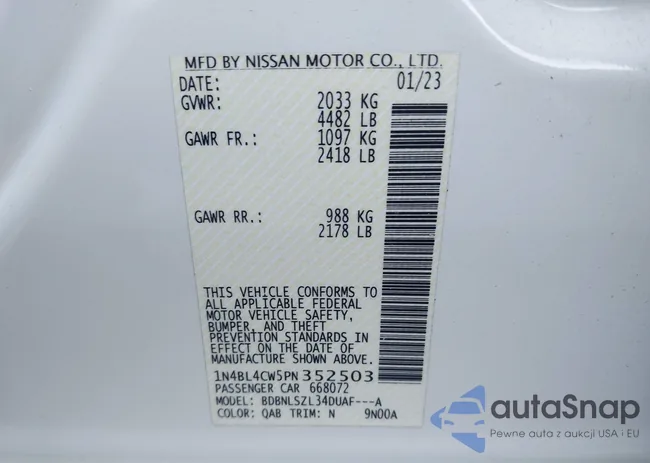 MFD BY NISSAN MOTOR CO., LTD.
DATE: 01/23
GVWR: 2033 KG
4482 LB
GAWR FR.: 1097 KG
2418 LB
GAWR RR.: 988 KG
2178 LB
THIS VEHICLE CONFORMS TO
ALL APPLICABLE FEDERAL
MOTOR VEHICLE SAFETY,
BUMPER, AND THEFT
PREVENTION STANDARDS IN
EFFECT ON THE DATE OF
MANUFACTURE SHOWN ABOVE.
1N4BL4CW5PN352503
PASSENGER CAR 668072
MODEL: BDBNLSZL34DUAF---A
COLOR: QAB TRIM: N 9N00A
autoSnap
Pewne auta z aukcji USA i EU